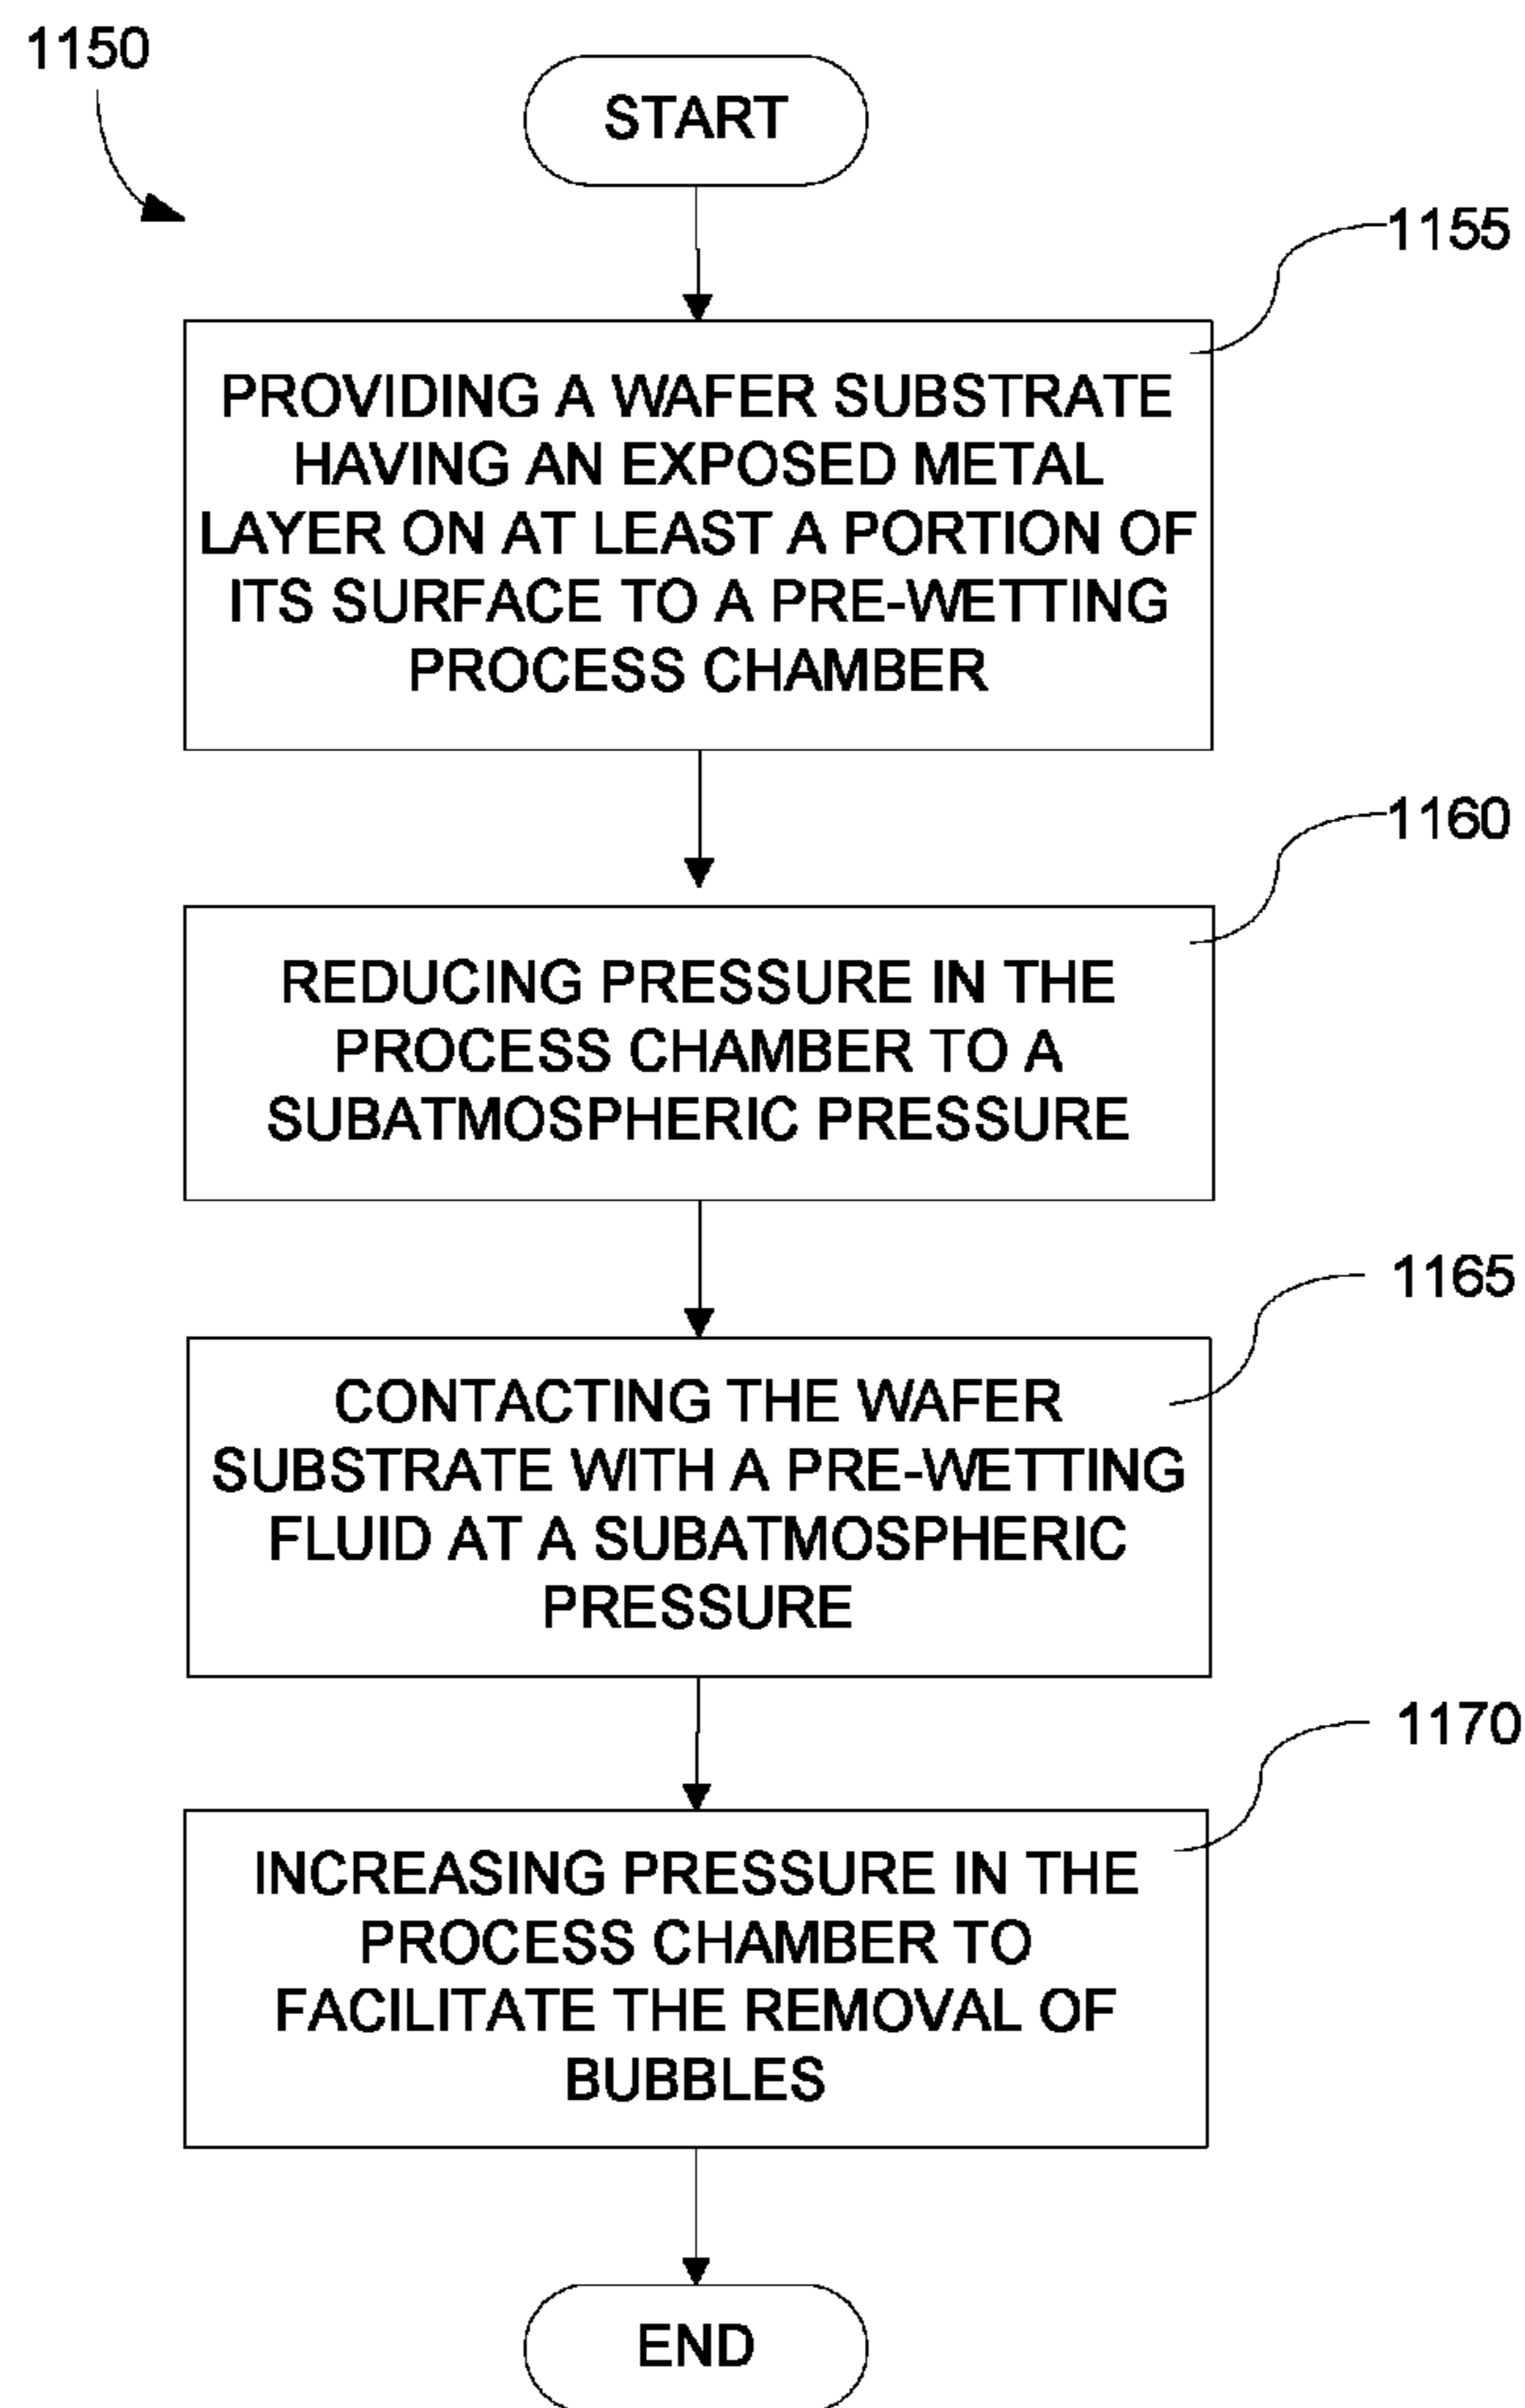 1150
START
1155
PROVIDING A WAFER SUBSTRATE
HAVING AN EXPOSED METAL
LAYER ON AT LEAST A PORTION OF
ITS SURFACE TO A PRE-WETTING
PROCESS CHAMBER
1160
REDUCING PRESSURE IN THE
PROCESS CHAMBER TO A
SUBATMOSPHERIC PRESSURE
1165
CONTACTING THE WAFER
SUBSTRATE WITH A PRE-WETTING
FLUID AT A SUBATMOSPHERIC
PRESSURE
1170
INCREASING PRESSURE IN THE
PROCESS CHAMBER TO
FACILITATE THE REMOVAL OF
BUBBLES
END